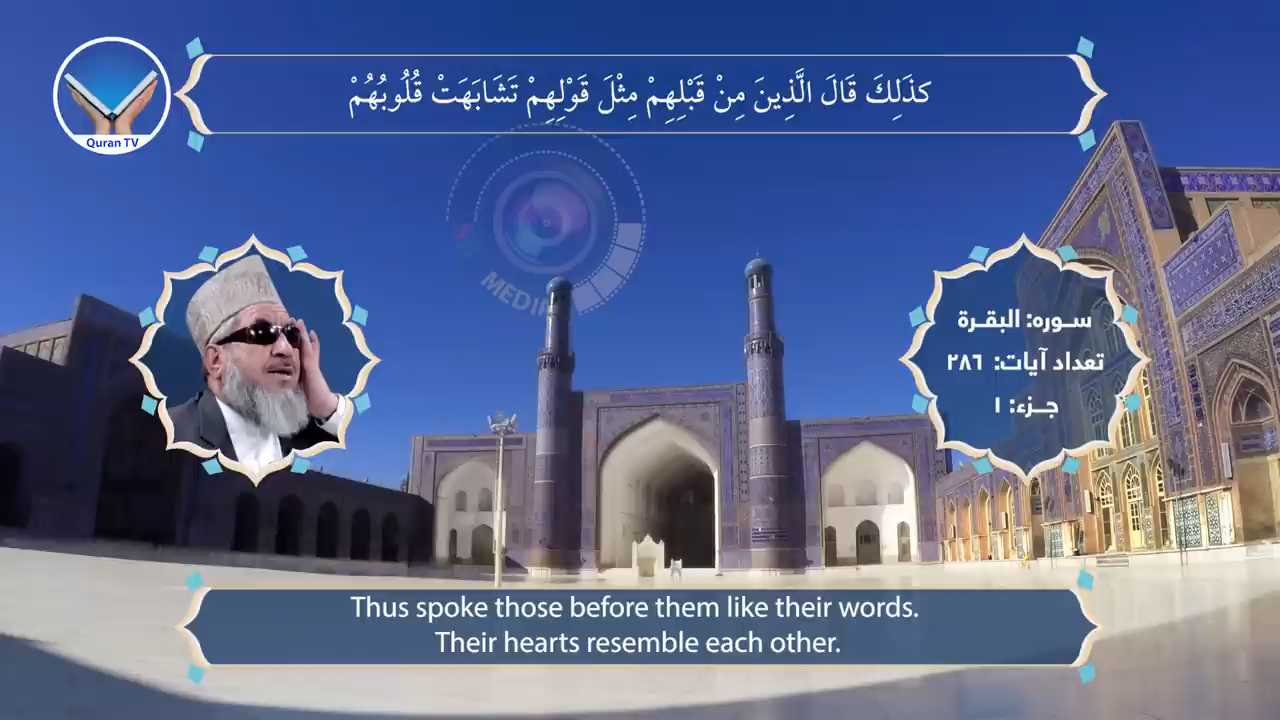 كَذَلِكَ قَالَ الَّذِينَ مِنْ قَبْلِهِمْ مِثْلَ قَوْلِهِمْ تَشَابَهَتْ قُلُوبُهُمْ
Quran TV
سوره: البقرة
تعداد آیات: ٢٨٦
جزء: ١
Thus spoke those before them like their words.
Their hearts resemble each other.